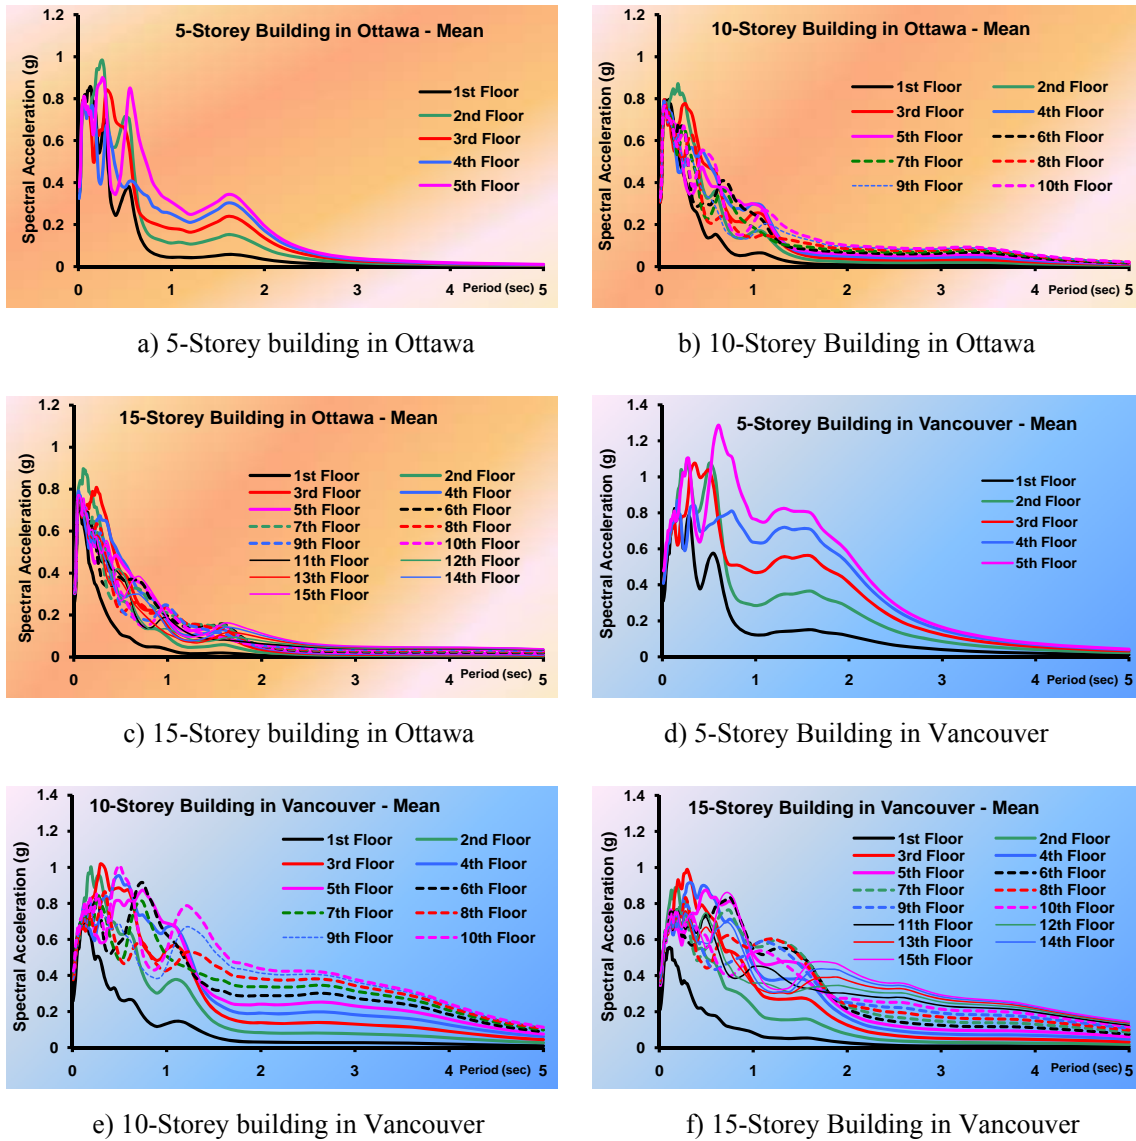 5-Storey Building in Ottawa - Mean
Spectral Acceleration (g)
1.2
1
0.8
0.6
0.4
0.2
0
1st Floor
2nd Floor
3rd Floor
4th Floor
5th Floor
0 1 2 3 4 5
Period (sec)
a) 5-Storey building in Ottawa
10-Storey Building in Ottawa - Mean
Spectral Acceleration (g)
1.2
1
0.8
0.6
0.4
0.2
0
1st Floor 2nd Floor
3rd Floor 4th Floor
5th Floor 6th Floor
7th Floor 8th Floor
9th Floor 10th Floor
0 1 2 3 4 5
Period (sec)
b) 10-Storey Building in Ottawa
15-Storey Building in Ottawa - Mean
Spectral Acceleration (g)
1.2
1
0.8
0.6
0.4
0.2
0
1st Floor 2nd Floor
3rd Floor 4th Floor
5th Floor 6th Floor
7th Floor 8th Floor
9th Floor 10th Floor
11th Floor 12th Floor
13th Floor 14th Floor
15th Floor
0 1 2 3 4 5
Period (sec)
c) 15-Storey building in Ottawa
5-Storey Building in Vancouver - Mean
Spectral Acceleration (g)
1.4
1.2
1
0.8
0.6
0.4
0.2
0
1st Floor
2nd Floor
3rd Floor
4th Floor
5th Floor
0 1 2 3 4 5
Period (sec)
d) 5-Storey Building in Vancouver
10-Storey Building in Vancouver - Mean
Spectral Acceleration (g)
1.4
1.2
1
0.8
0.6
0.4
0.2
0
1st Floor 2nd Floor
3rd Floor 4th Floor
5th Floor 6th Floor
7th Floor 8th Floor
9th Floor 10th Floor
0 1 2 3 4 5
Period (sec)
e) 10-Storey building in Vancouver
15-Storey Building in Vancouver - Mean
Spectral Acceleration (g)
1.4
1.2
1
0.8
0.6
0.4
0.2
0
1st Floor 2nd Floor
3rd Floor 4th Floor
5th Floor 6th Floor
7th Floor 8th Floor
9th Floor 10th Floor
11th Floor 12th Floor
13th Floor 14th Floor
15th Floor
0 1 2 3 4 5
Period (sec)
f) 15-Storey Building in Vancouver